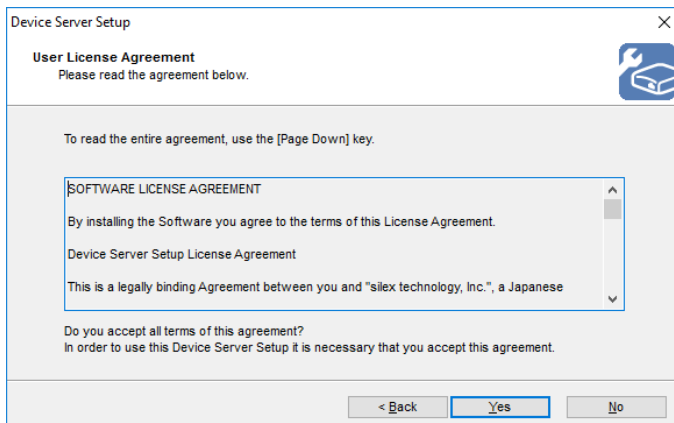 Device Server Setup
User License Agreement
Please read the agreement below.
To read the entire agreement, use the [Page Down] key.
SOFTWARE LICENSE AGREEMENT
By installing the Software you agree to the terms of this License Agreement.
Device Server Setup License Agreement
This is a legally binding Agreement between you and "silex technology, Inc.", a Japanese
Do you accept all terms of this agreement?
In order to use this Device Server Setup it is necessary that you accept this agreement.
< Back
Yes
No